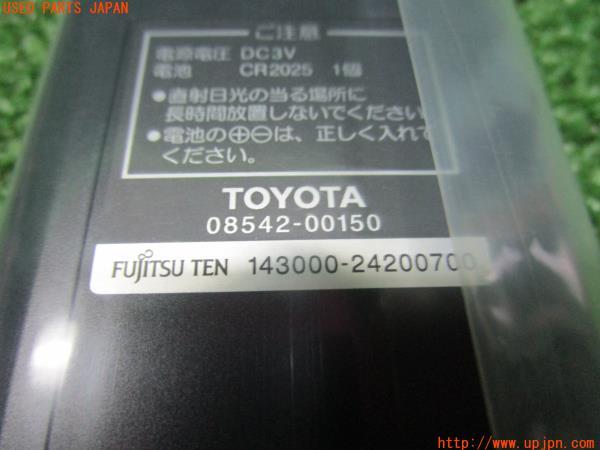 USED PARTS JAPAN
ご注意
電源電圧 DC3V
電池 CR2025 1個
●直射日光の当る場所に
長時間放置しないでください
●電池の⊕⊖は、正しく入れて
ください。
TOYOTA
08542-00150
FUJITSU TEN 143000-24200700
http://www.upjpn.com/